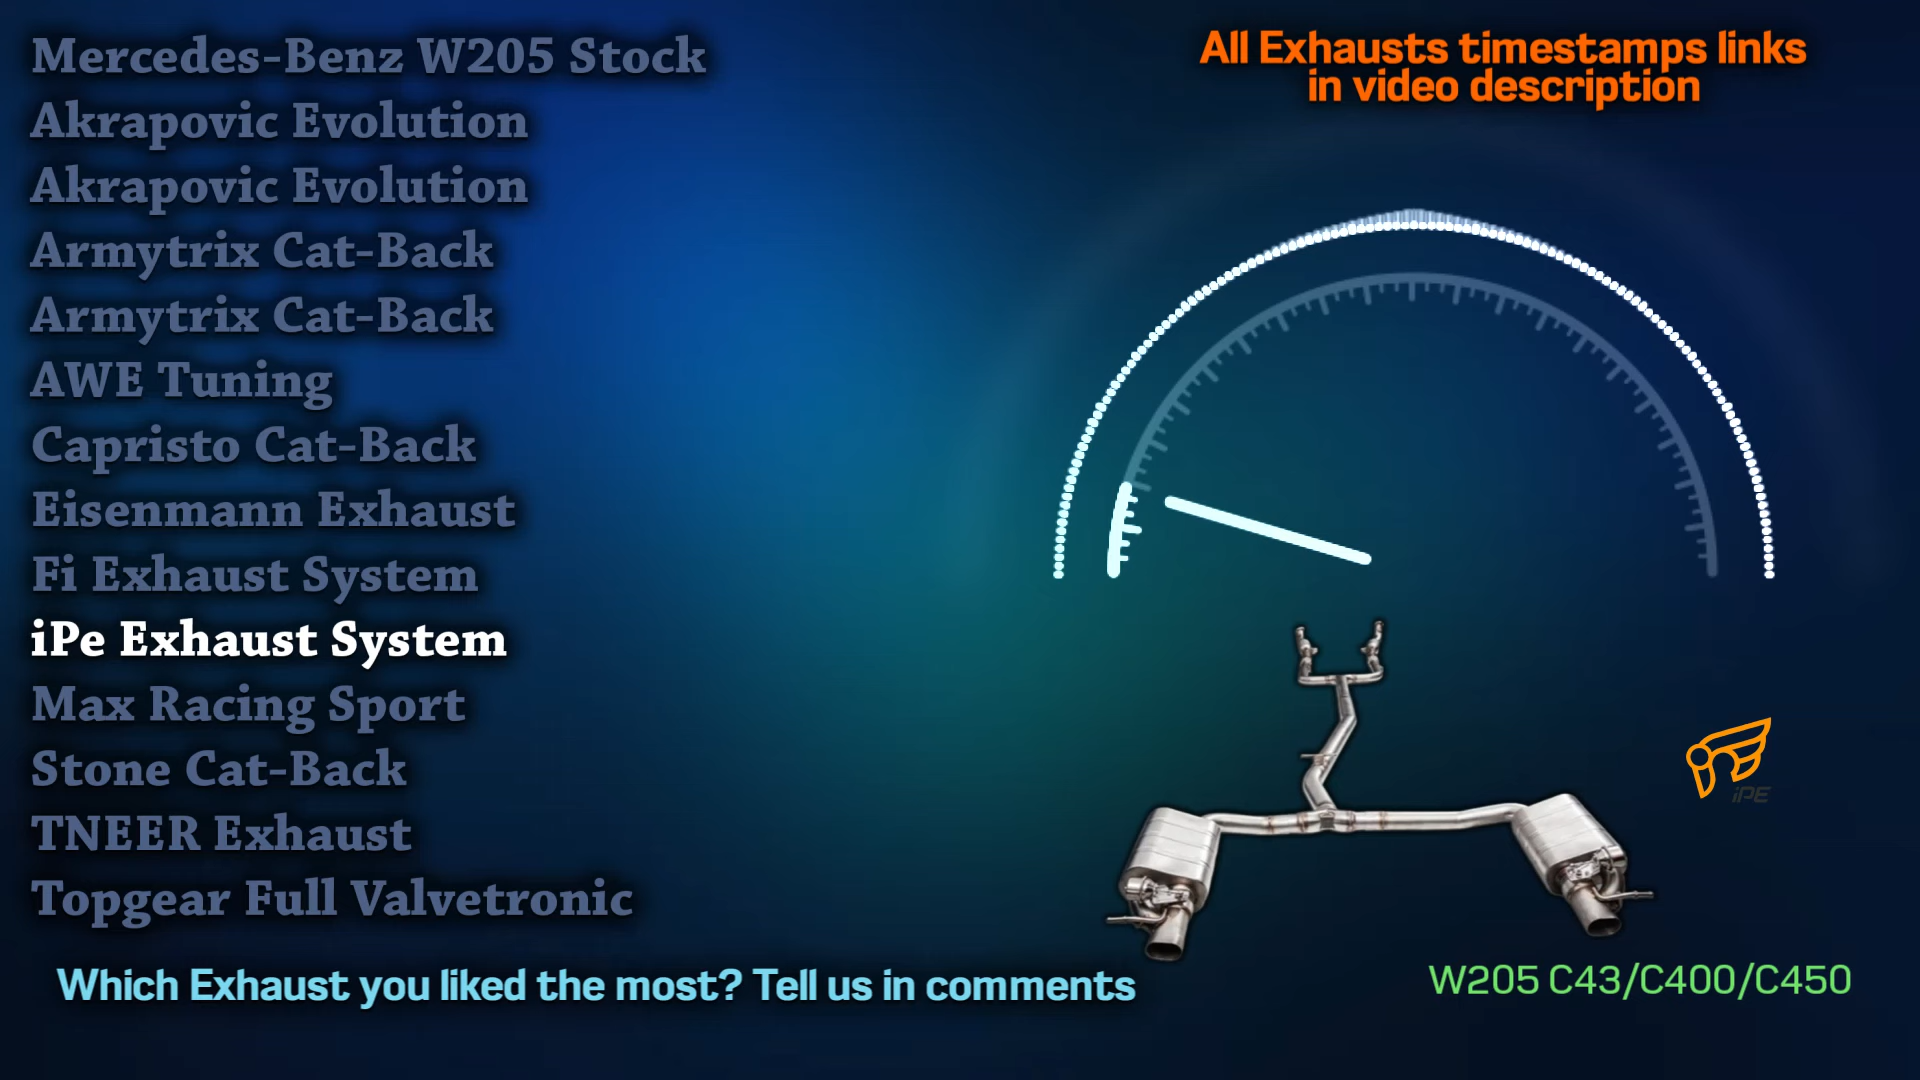 Mercedes-Benz W205 Stock
Akrapovic Evolution
Akrapovic Evolution
Armytrix Cat-Back
Armytrix Cat-Back
AWE Tuning
Capristo Cat-Back
Eisenmann Exhaust
Fi Exhaust System
iPe Exhaust System
Max Racing Sport
Stone Cat-Back
TNEER Exhaust
Topgear Full Valvetronic
Which Exhaust you liked the most? Tell us in comments
All Exhausts timestamps links
in video description
iPE
W205 C43/C400/C450